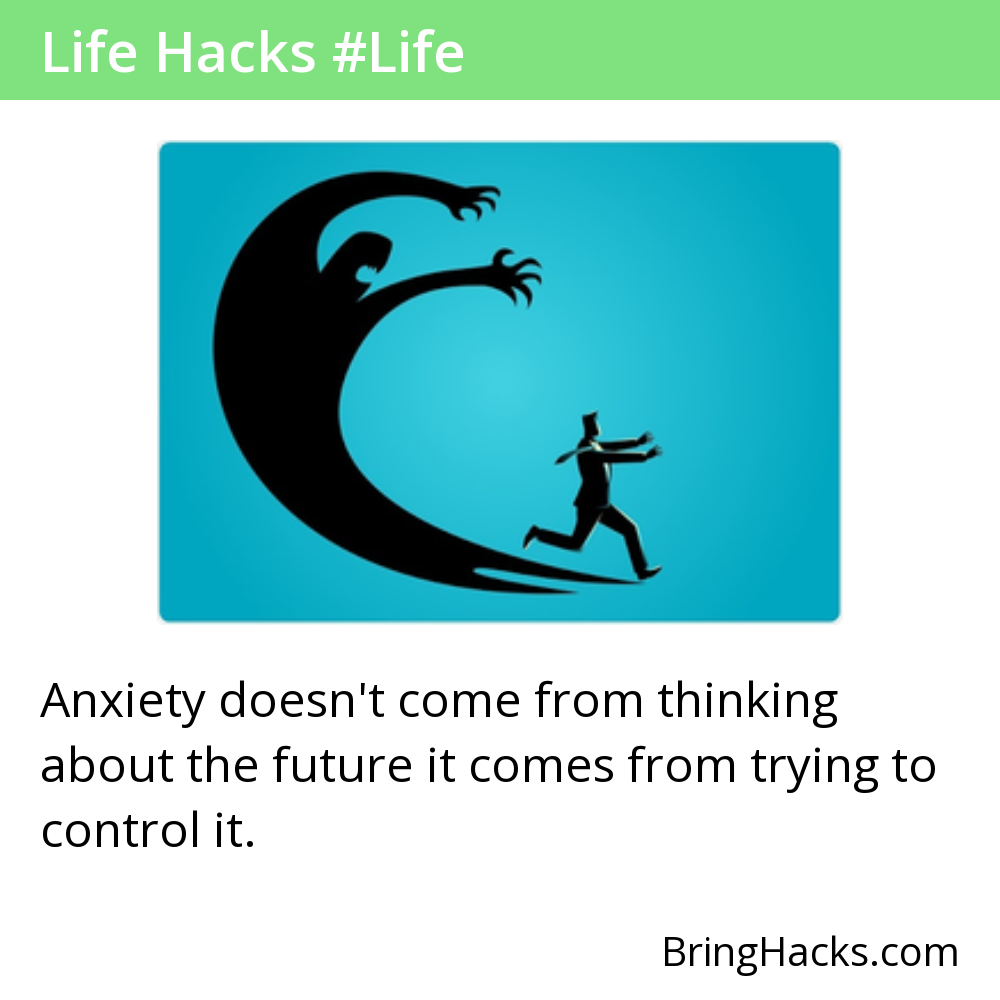 Life Hacks #Life
Anxiety doesn't come from thinking
about the future it comes from trying to
control it.
BringHacks.com